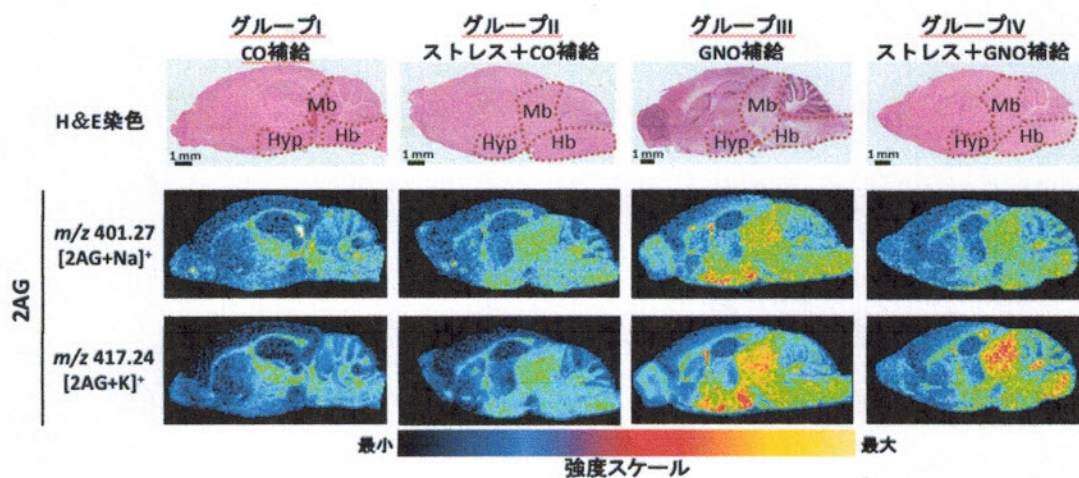 グループI
CO補給
グループII
ストレス+CO補給
グループIII
GNO補給
グループIV
ストレス+GNO補給
H&E染色
Mb
Hyp
Hb
1 mm
Mb
Hyp
Hb
1 mm
Mb
Hyp
Hb
1 mm
Mb
Hyp
Hb
1 mm
2AG
m/z 401.27
[2AG+Na]⁺
m/z 417.24
[2AG+K]⁺
最小
最大
強度スケール